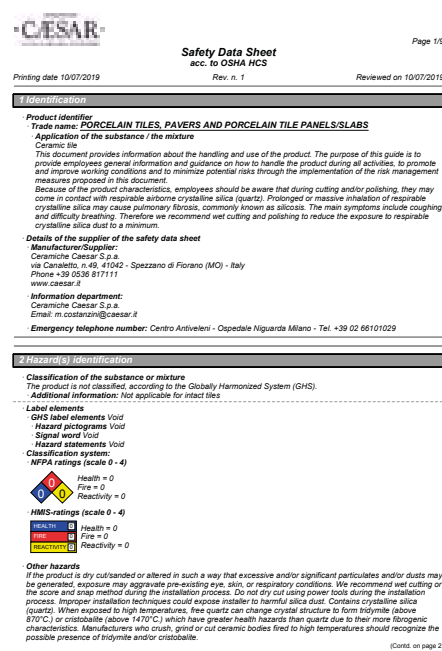 CÆSAR
Page 1/9
Safety Data Sheet
acc. to OSHA HCS
Printing date 10/07/2019 Rev. n. 1 Reviewed on 10/07/2019
1 Identification
· Product identifier
· Trade name: PORCELAIN TILES, PAVERS AND PORCELAIN TILE PANELS/SLABS
· Application of the substance / the mixture
Ceramic tile
This document provides information about the handling and use of the product. The purpose of this guide is to
provide employees general information and guidance on how to handle the product during all activities, to promote
and improve working conditions and to minimize potential risks through the implementation of the risk management
measures proposed in this document.
Because of the product characteristics, employees should be aware that during cutting and/or polishing, they may
come in contact with respirable airborne crystalline silica (quartz). Prolonged or massive inhalation of respirable
crystalline silica may cause pulmonary fibrosis, commonly known as silicosis. The main symptoms include coughing
and difficulty breathing. Therefore we recommend wet cutting and polishing to reduce the exposure to respirable
crystalline silica dust to a minimum.
· Details of the supplier of the safety data sheet
· Manufacturer/Supplier:
Ceramiche Caesar S.p.a.
via Canaletto, n.49, 41042 - Spezzano di Fiorano (MO) - Italy
Phone +39 0536 817111
www.caesar.it
· Information department:
Ceramiche Caesar S.p.a.
Email: m.costanzini@caesar.it
· Emergency telephone number: Centro Antiveleni - Ospedale Niguarda Milano - Tel. +39 02 66101029
2 Hazard(s) identification
· Classification of the substance or mixture
The product is not classified, according to the Globally Harmonized System (GHS).
· Additional information: Not applicable for intact tiles
· Label elements
· GHS label elements Void
· Hazard pictograms Void
· Signal word Void
· Hazard statements Void
· Classification system:
· NFPA ratings (scale 0 - 4)
0 Health = 0
0 0 Fire = 0
Reactivity = 0
· HMIS-ratings (scale 0 - 4)
HEALTH 0 Health = 0
FIRE 0 Fire = 0
REACTIVITY 0 Reactivity = 0
· Other hazards
If the product is dry cut/sanded or altered in such a way that excessive and/or significant particulates and/or dusts may
be generated, exposure may aggravate pre-existing eye, skin, or respiratory conditions. We recommend wet cutting or
the score and snap method during the installation process. Do not dry cut using power tools during the installation
process. Improper installation techniques could expose installer to harmful silica dust. Contains crystalline silica
(quartz). When exposed to high temperatures, free quartz can change crystal structure to form tridymite (above
870°C.) or cristobalite (above 1470°C.) which have greater health hazards than quartz due to their more fibrogenic
characteristics. Manufacturers who crush, grind or cut ceramic bodies fired to high temperatures should recognize the
possible presence of tridymite and/or cristobalite.
(Contd. on page 2)